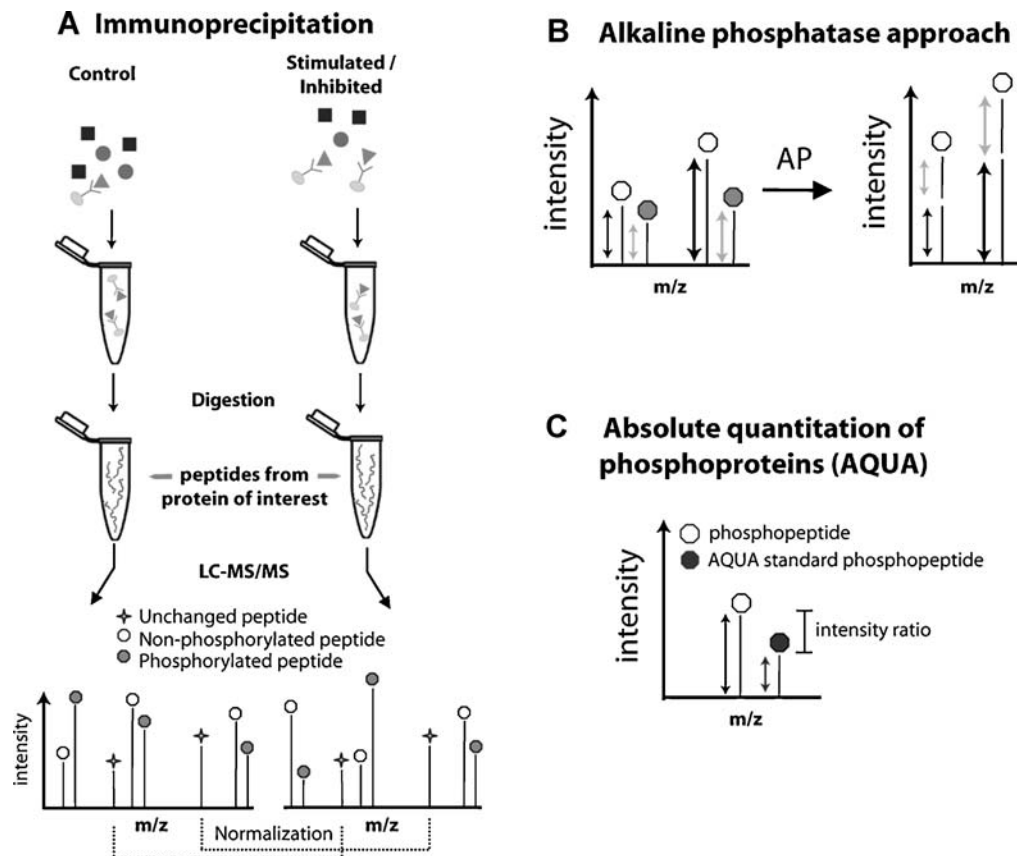 A Immunoprecipitation
Control
Stimulated /
Inhibited
Digestion
peptides from
protein of interest
LC-MS/MS
Unchanged peptide
Non-phosphorylated peptide
Phosphorylated peptide
intensity
m/z
Normalization
m/z
B Alkaline phosphatase approach
intensity
m/z
AP
intensity
m/z
C Absolute quantitation of
phosphoproteins (AQUA)
phosphopeptide
AQUA standard phosphopeptide
intensity ratio
intensity
m/z